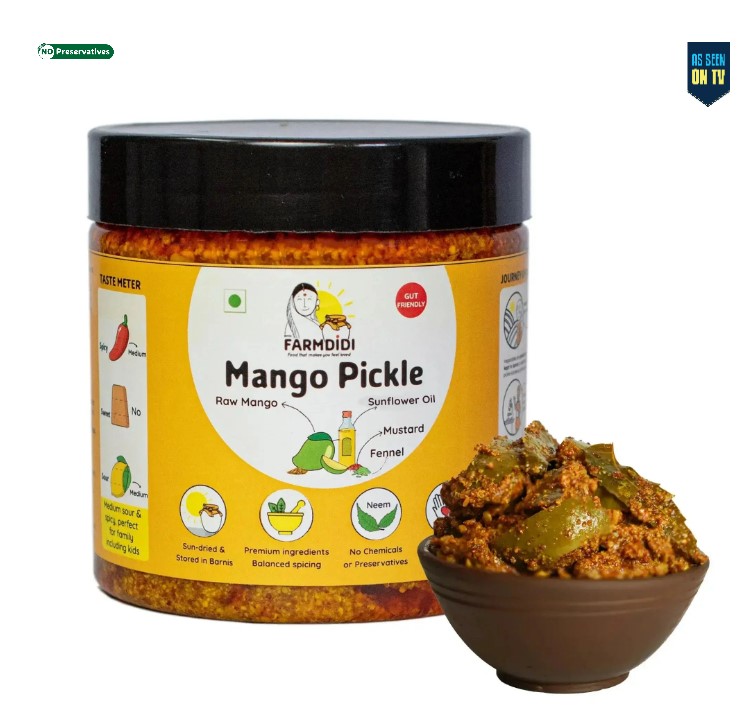 NO Preservatives
AS SEEN
ON TV
TASTE METER
Spicy
Medium
Sweet
No
Sour
Medium
Medium sour &
spicy, perfect
for family
including kids
GUT
FRIENDLY
FARMDiDI
Food that makes you feel loved
Mango Pickle
Raw Mango
Sunflower Oil
Mustard
Fennel
Sun-dried &
Stored in Barnis
Premium ingredients
Balanced spicing
Neem
No Chemicals
or Preservatives